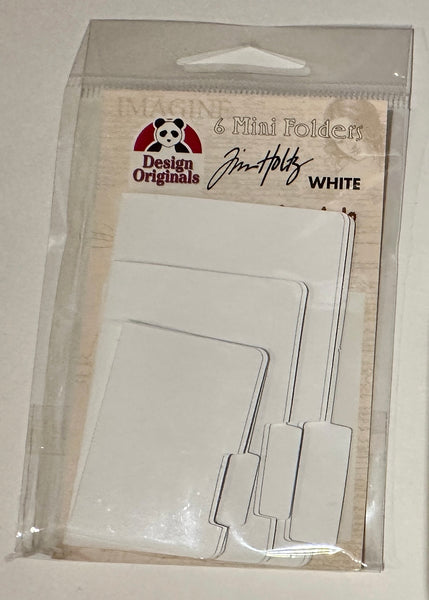 IMAGINE
6 Mini Folders
Design
Originals
Tim Holtz
WHITE